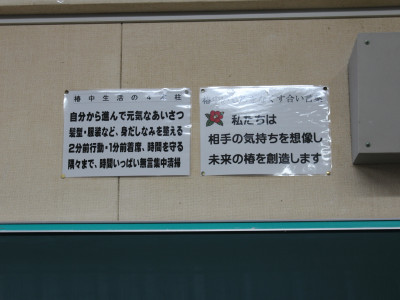 椿中生活の4本柱
自分から進んで元気なあいさつ
髪型・服装など、身だしなみを整える
2分前行動・1分前着席、時間を守る
隅々まで、時間いっぱい無言集中清掃
私たちは
相手の気持ちを想像し
未来の椿を創造します